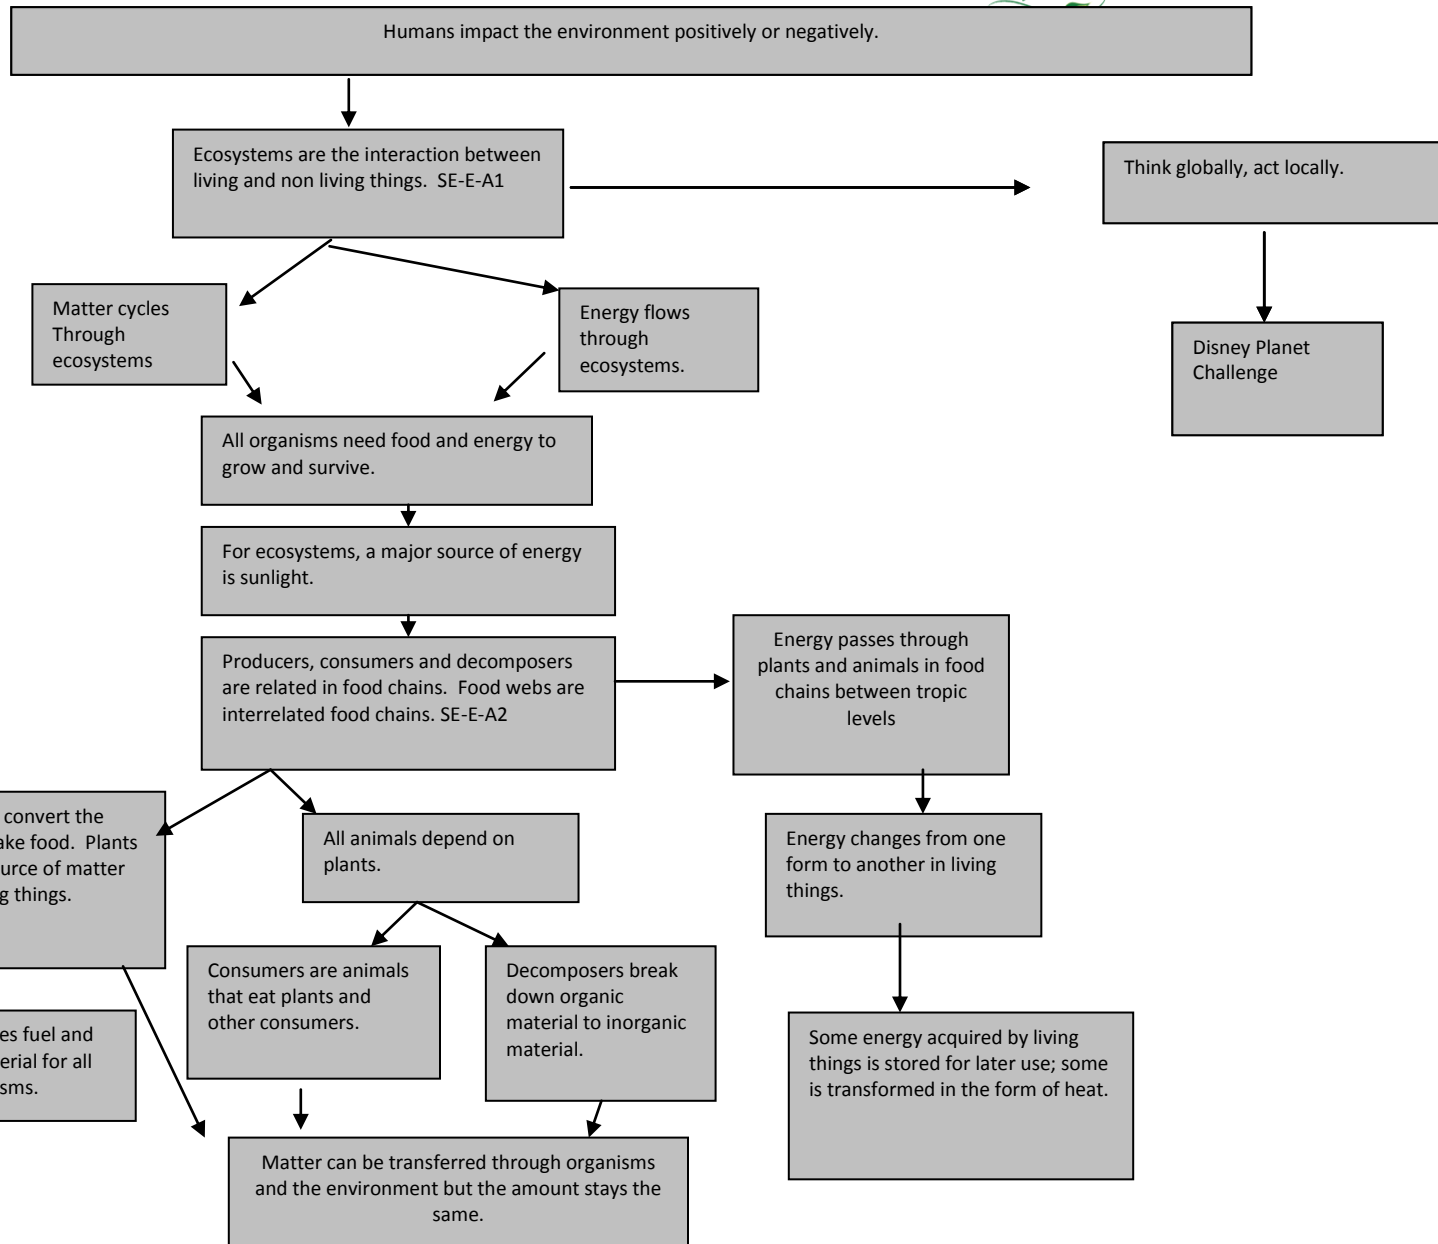 Humans impact the environment positively or negatively.
Ecosystems are the interaction between
living and non living things.  SE-E-A1
Think globally, act locally.
Matter cycles
Through
ecosystems
Energy flows
through
ecosystems.
Disney Planet
Challenge
All organisms need food and energy to
grow and survive.
For ecosystems, a major source of energy
is sunlight.
Producers, consumers and decomposers
are related in food chains.  Food webs are
interrelated food chains. SE-E-A2
Energy passes through
plants and animals in food
chains between tropic
levels
convert the
ake food.  Plants
urce of matter
g things.
All animals depend on
plants.
Energy changes from one
form to another in living
things.
Consumers are animals
that eat plants and
other consumers.
Decomposers break
down organic
material to inorganic
material.
es fuel and
erial for all
sms.
Some energy acquired by living
things is stored for later use; some
is transformed in the form of heat.
Matter can be transferred through organisms
and the environment but the amount stays the
same.